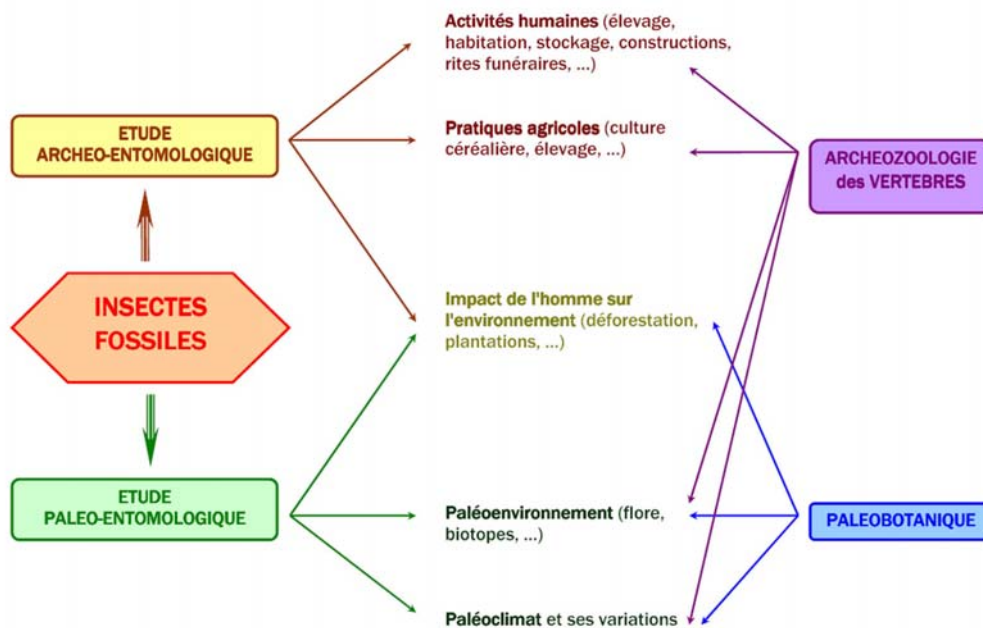 Activités humaines (élevage,
habitation, stockage, constructions,
rites funéraires, ...)
ETUDE
ARCHEO-ENTOMOLOGIQUE
Pratiques agricoles (culture
céréalière, élevage, ...)
ARCHEOZOOLOGIE
des VERTEBRES
INSECTES
FOSSILES
Impact de l'homme sur
l'environnement (déforestation,
plantations, ...)
ETUDE
PALEO-ENTOMOLOGIQUE
Paléoenvironnement (flore,
biotopes, ...)
PALEOBOTANIQUE
Paléoclimat et ses variations